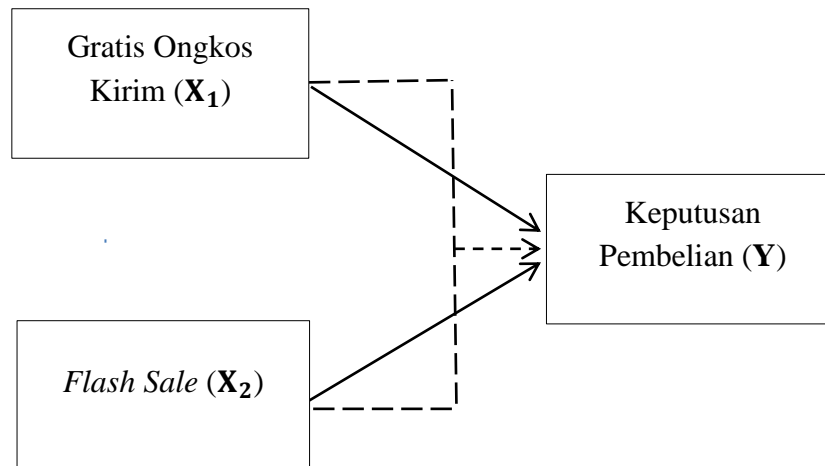 Gratis Ongkos
Kirim (X₁)
Keputusan
Pembelian (Y)
Flash Sale (X₂)